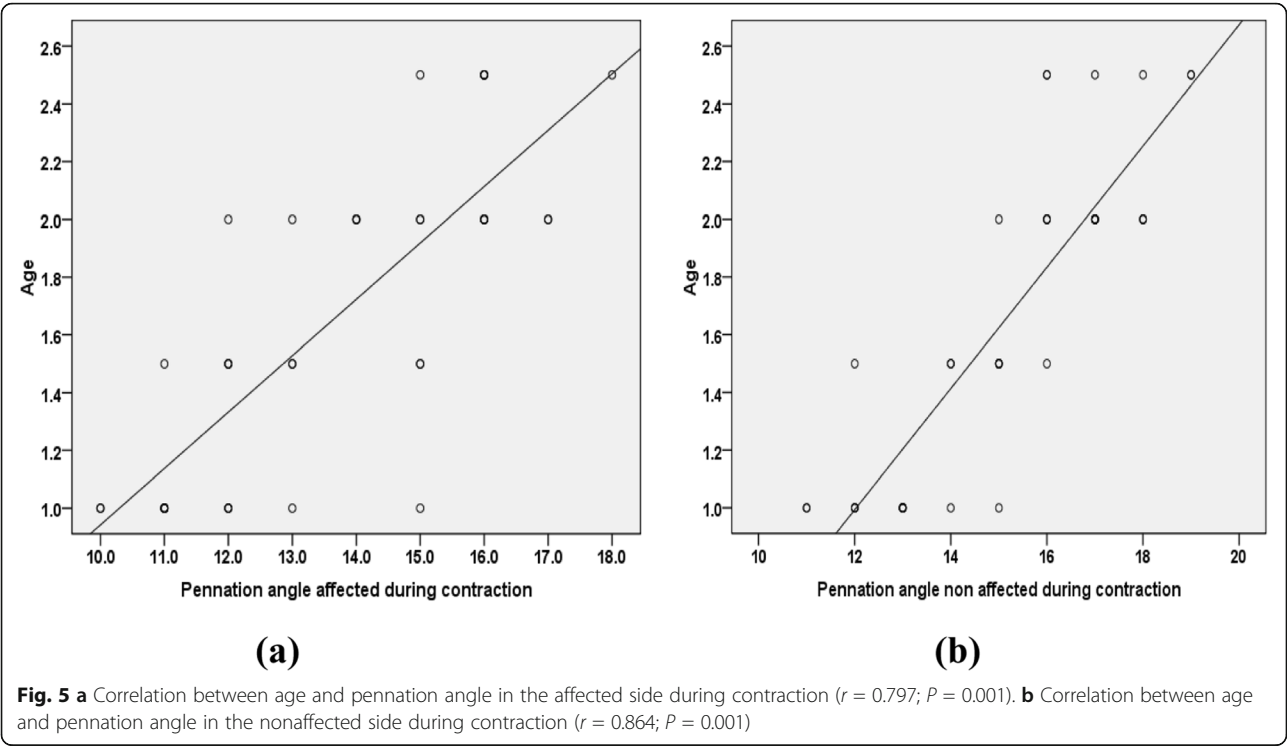 2.6
2.4
2.2
2.0
1.8
1.6
1.4
1.2
1.0
Age
10.0 11.0 12.0 13.0 14.0 15.0 16.0 17.0 18.0
Pennation angle affected during contraction
(a)
2.6
2.4
2.2
2.0
1.8
1.6
1.4
1.2
1.0
Age
10 12 14 16 18 20
Pennation angle non affected during contraction
(b)
Fig. 5 a Correlation between age and pennation angle in the affected side during contraction (r = 0.797; P = 0.001). b Correlation between age
and pennation angle in the nonaffected side during contraction (r = 0.864; P = 0.001)